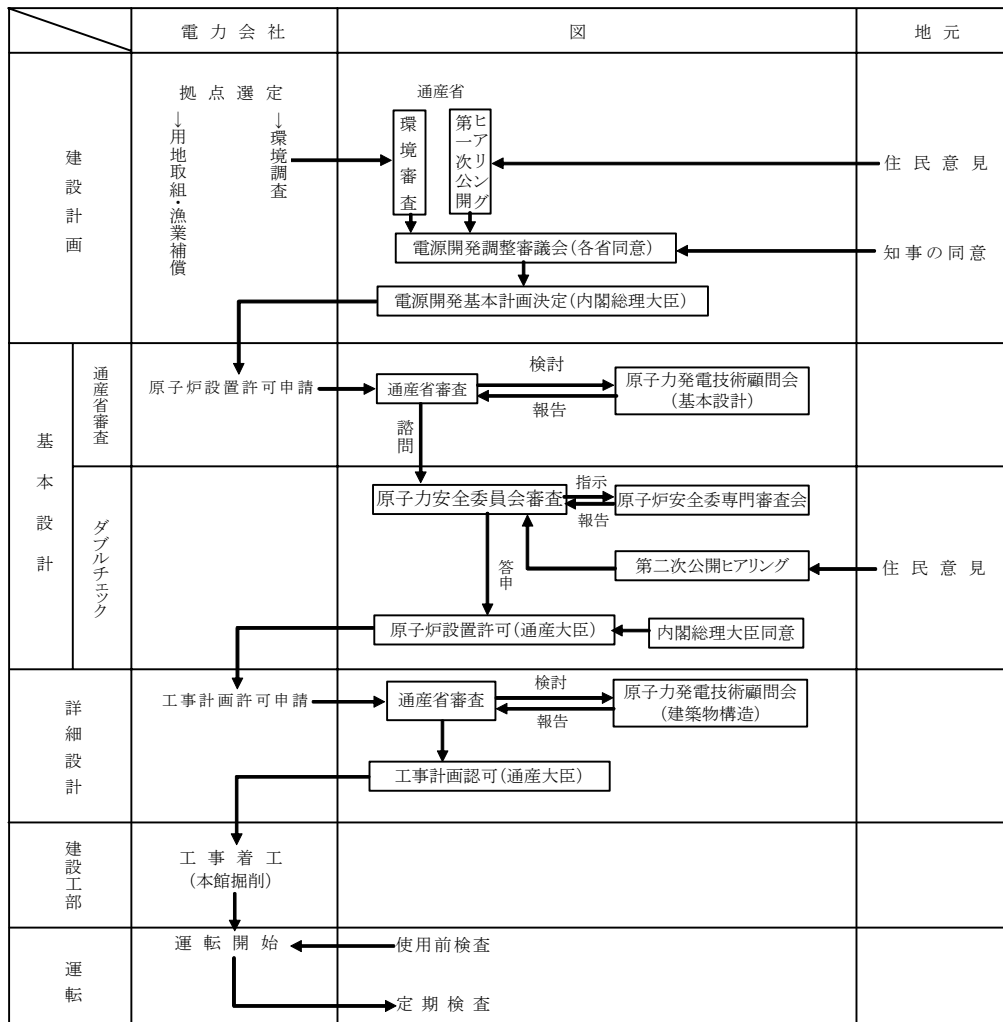 電力会社
図
地元
建設計画
拠点選定
→用地取組・漁業補償
→環境調査
通産省
環境審査
第一次公開
ヒアリング
住民意見
電源開発調整審議会(各省同意)
知事の同意
電源開発基本計画決定(内閣総理大臣)
基本設計
通産省審査
原子炉設置許可申請
通産省審査
検討
報告
原子力発電技術顧問会
(基本設計)
諮問
ダブルチェック
原子力安全委員会審査
指示
報告
原子炉安全委専門審査会
答申
第二次公開ヒアリング
住民意見
原子炉設置許可(通産大臣)
内閣総理大臣同意
詳細設計
工事計画許可申請
通産省審査
検討
報告
原子力発電技術顧問会
(建築物構造)
工事計画認可(通産大臣)
建設工部
工事着工
(本館掘削)
運転
運転開始
使用前検査
定期検査